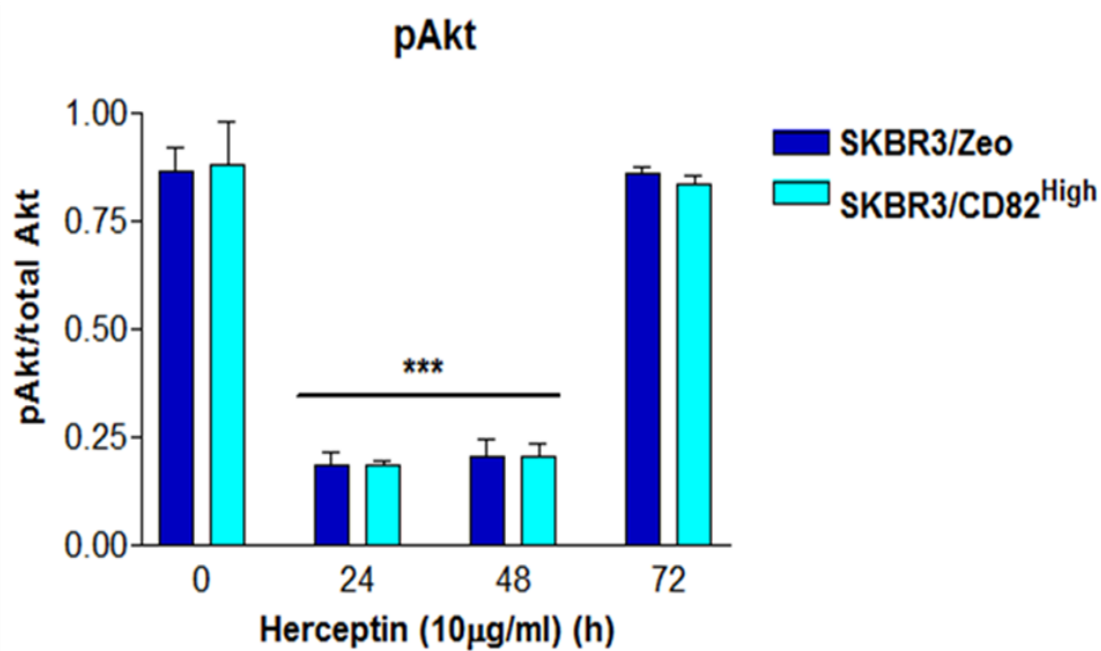 pAkt
SKBR3/Zeo
SKBR3/CD82High
pAkt/total Akt
1.00
0.75
0.50
0.25
0.00
***
0 24 48 72
Herceptin (10µg/ml) (h)